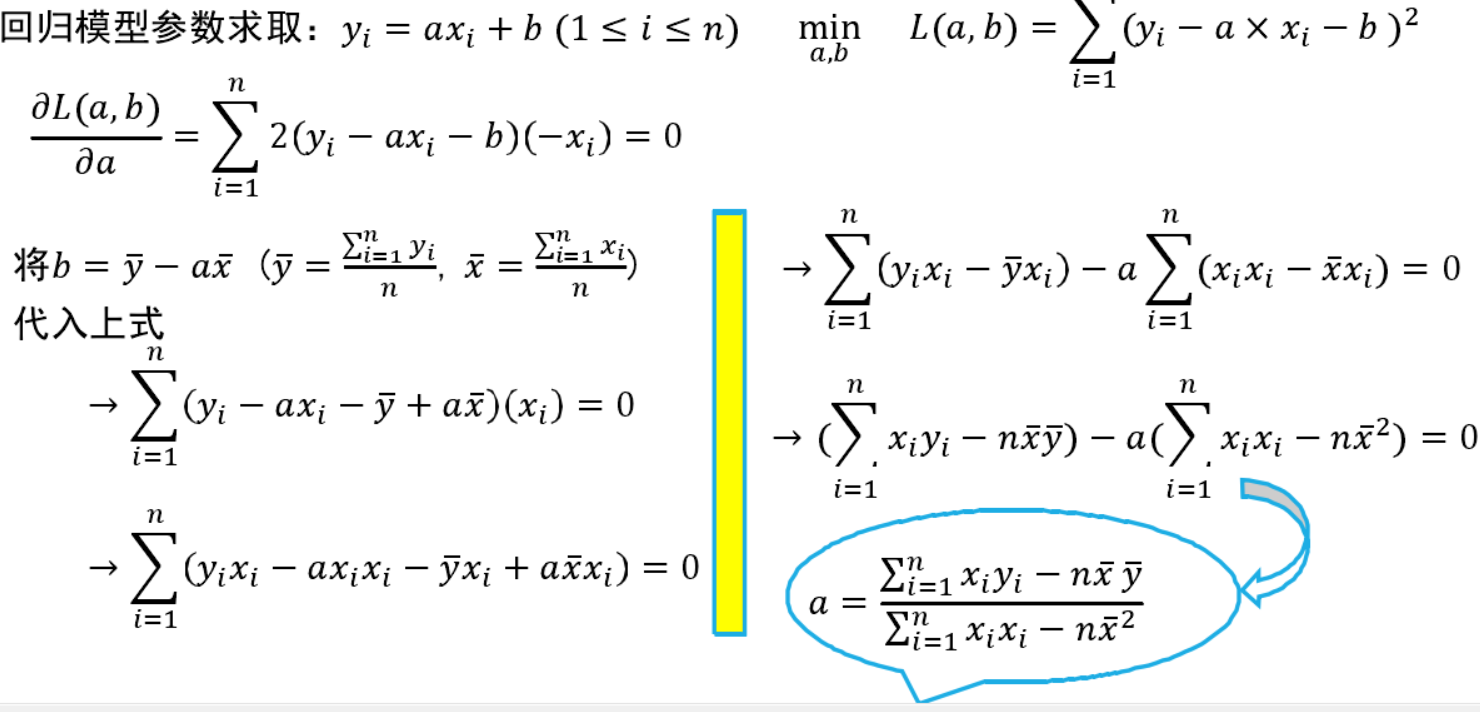 回归模型参数求取：yᵢ = axᵢ + b (1 ≤ i ≤ n) min_{a,b} L(a, b) = ∑_{i=1} (yᵢ − a × xᵢ − b )²
∂L(a, b)/∂a = ∑_{i=1}^{n} 2(yᵢ − axᵢ − b)(−xᵢ) = 0
将b = ȳ − ax̄（ȳ = ∑_{i=1}^{n} yᵢ / n, x̄ = ∑_{i=1}^{n} xᵢ / n）
代入上式
→ ∑_{i=1}^{n} (yᵢ − axᵢ − ȳ + ax̄)(xᵢ) = 0
→ ∑_{i=1}^{n} (yᵢxᵢ − axᵢxᵢ − ȳxᵢ + ax̄xᵢ) = 0
→ ∑_{i=1}^{n} (yᵢxᵢ − ȳxᵢ) − a ∑_{i=1}^{n} (xᵢxᵢ − x̄xᵢ) = 0
→ (∑_{i=1}^{n} xᵢyᵢ − nx̄ȳ) − a(∑_{i=1}^{n} xᵢxᵢ − nx̄²) = 0
a = (∑_{i=1}^{n} xᵢyᵢ − nx̄ ȳ) / (∑_{i=1}^{n} xᵢxᵢ − nx̄²)